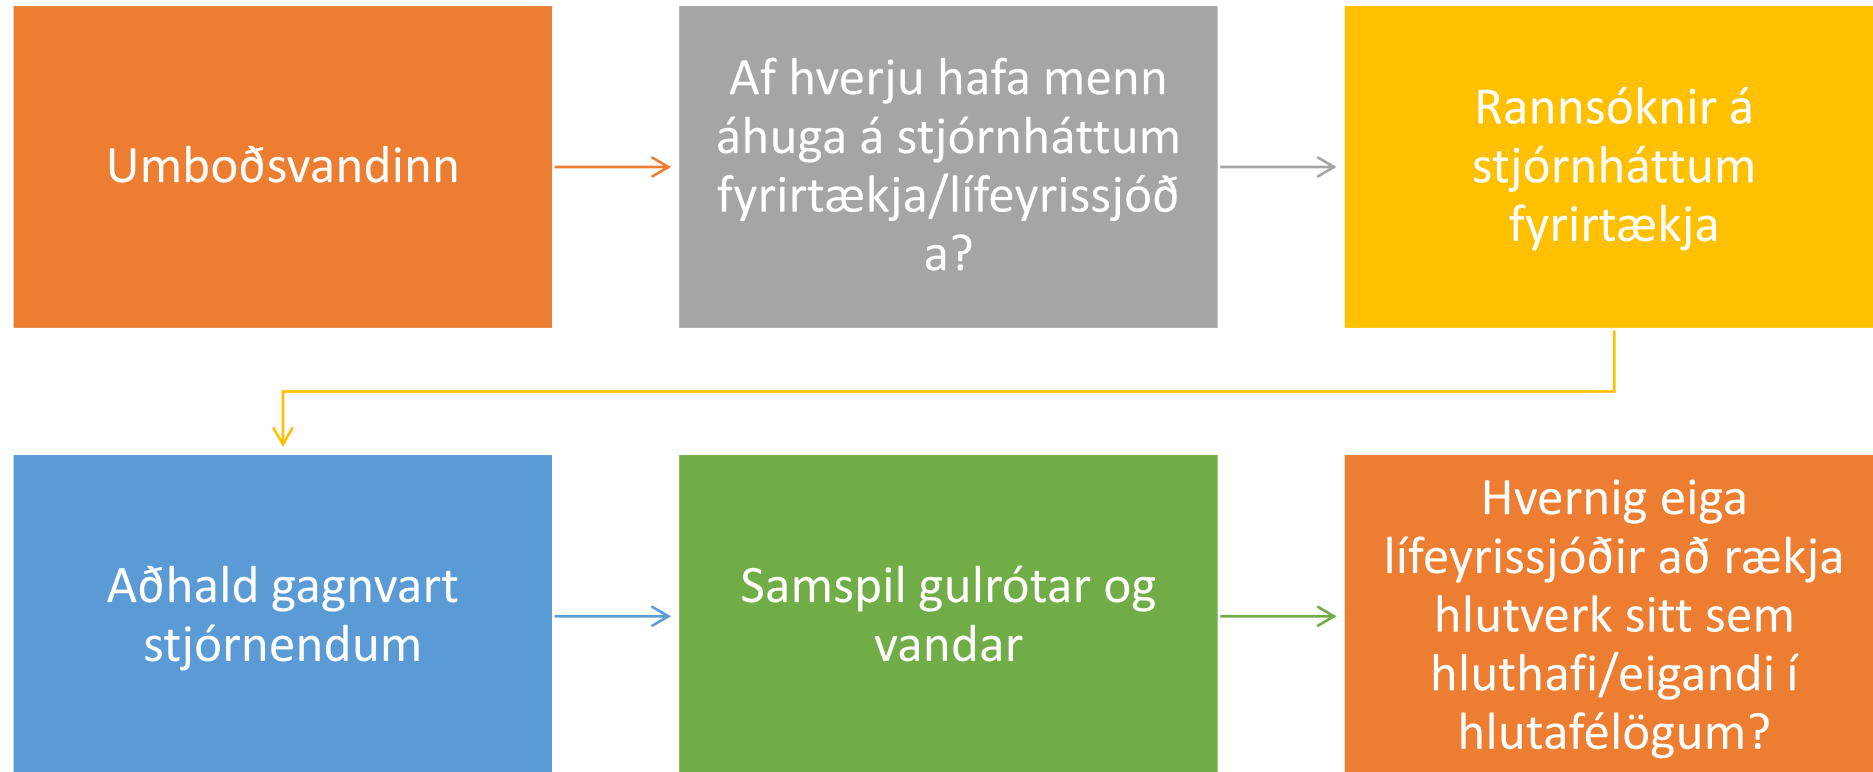 Umboðsvandinn
Af hverju hafa menn
áhuga á stjórnháttum
fyrirtækja/lífeyrissjóð
a?
Rannsóknir á
stjórnháttum
fyrirtækja
Aðhald gagnvart
stjórnendum
Samspil gulrótar og
vandar
Hvernig eiga
lífeyrissjóðir að rækja
hlutverk sitt sem
hluthafi/eigandi í
hlutafélögum?